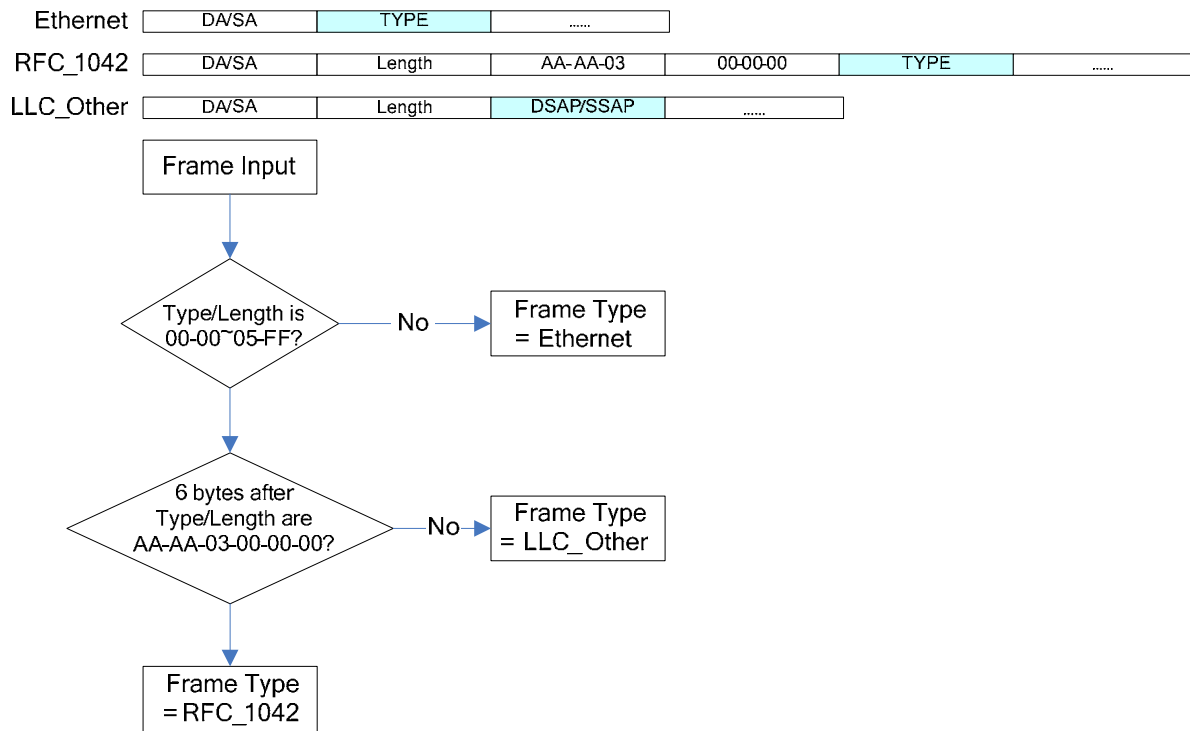 Ethernet DA/SA TYPE ......
RFC_1042 DA/SA Length AA-AA-03 00-00-00 TYPE ......
LLC_Other DA/SA Length DSAP/SSAP ......
Frame Input
Type/Length is
00-00~05-FF?
No
Frame Type
= Ethernet
6 bytes after
Type/Length are
AA-AA-03-00-00-00?
No
Frame Type
= LLC_Other
Frame Type
=RFC_1042